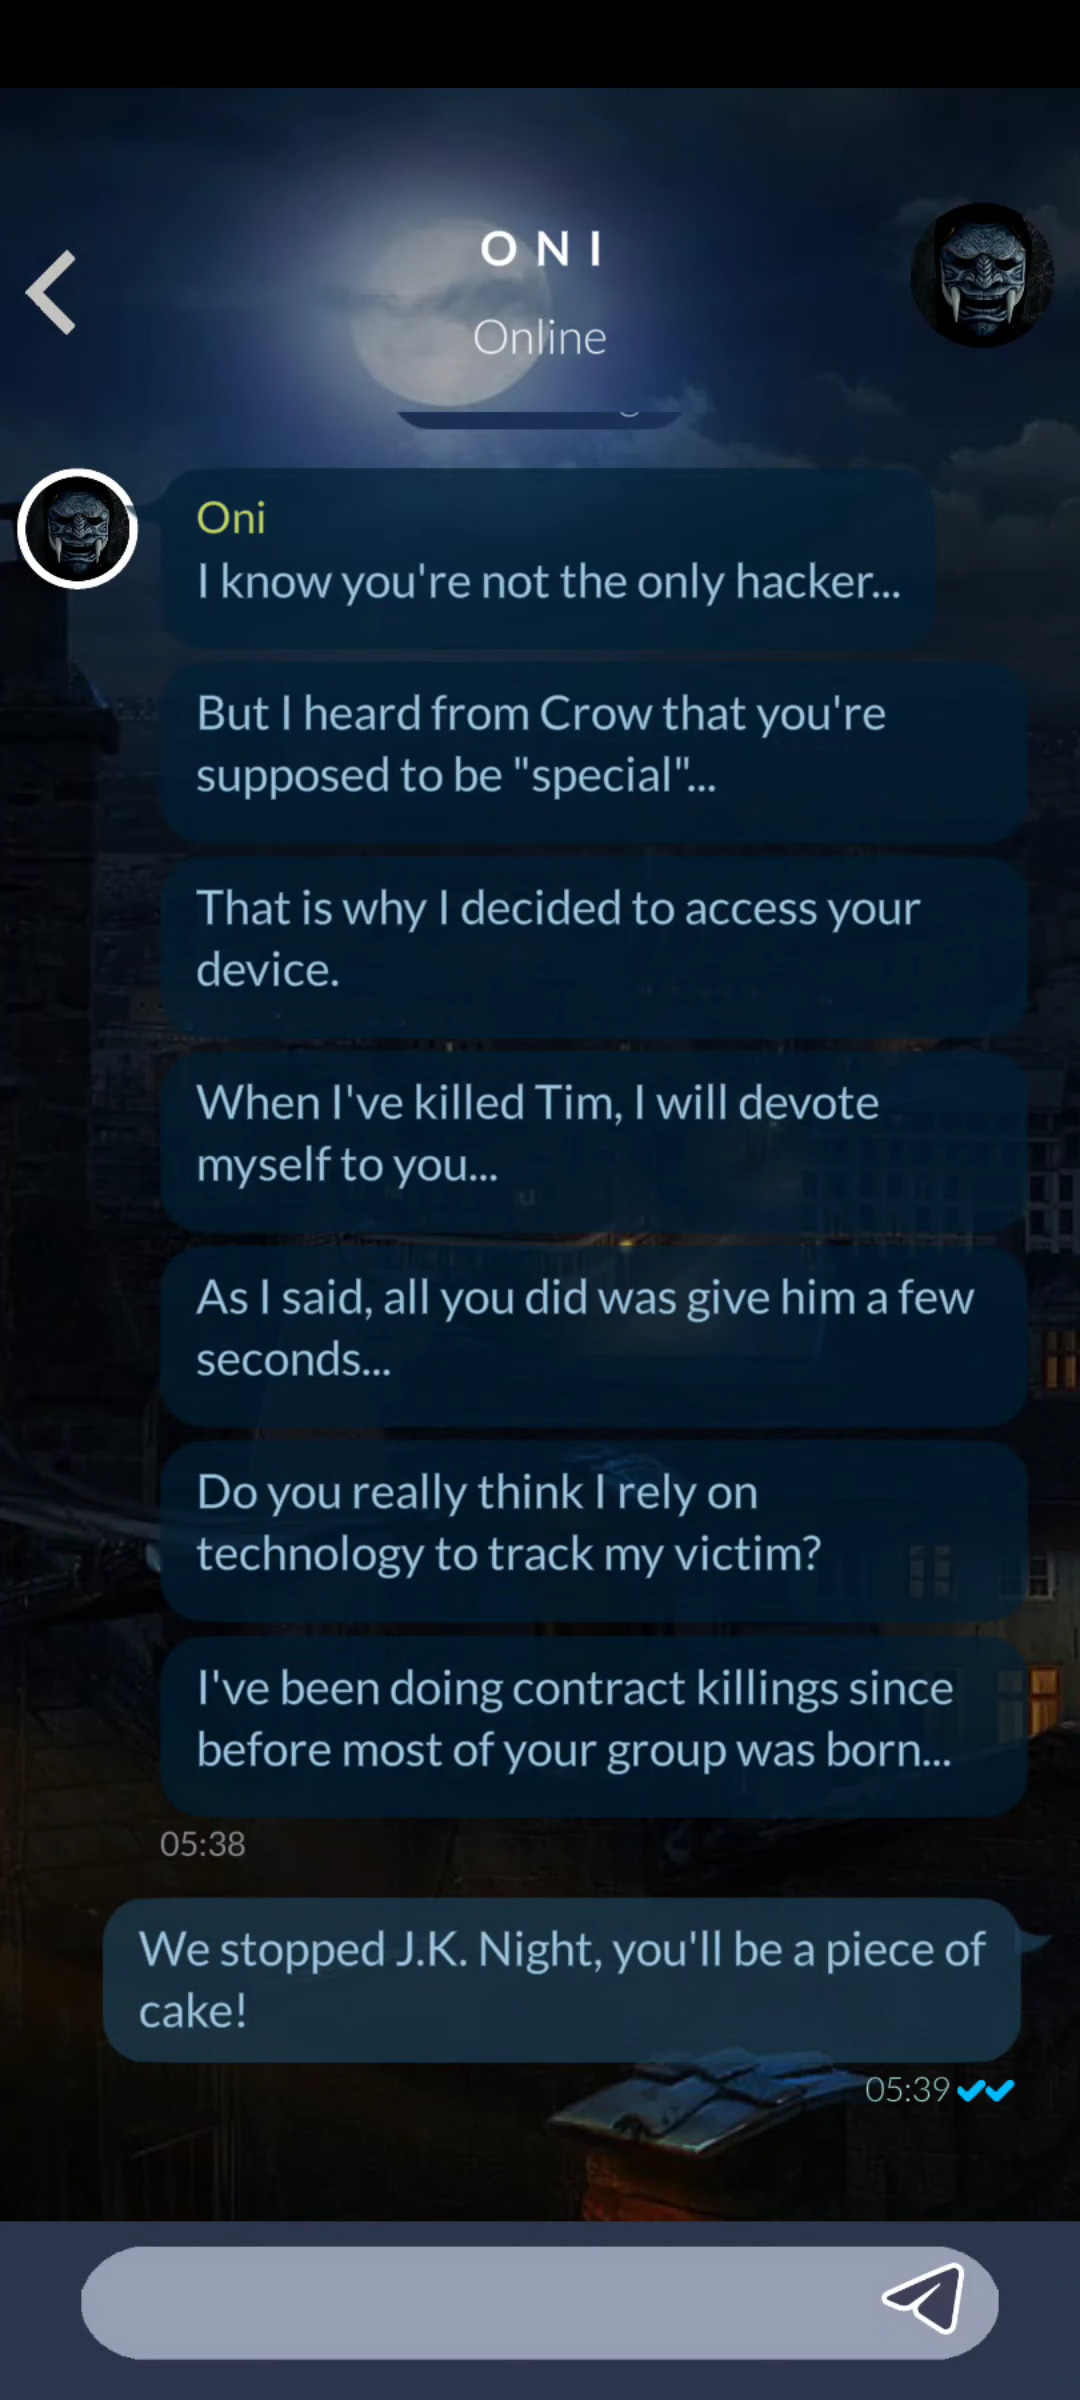 ONI
Online
Oni
I know you're not the only hacker...
But I heard from Crow that you're
supposed to be "special"...
That is why I decided to access your
device.
When I've killed Tim, I will devote
myself to you...
As I said, all you did was give him a few
seconds...
Do you really think I rely on
technology to track my victim?
I've been doing contract killings since
before most of your group was born...
05:38
We stopped J.K. Night, you'll be a piece of
cake!
05:39